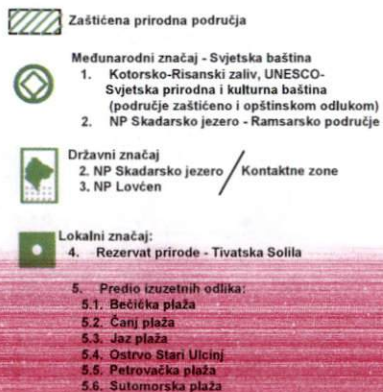 Zaštićena prirodna područja
Međunarodni značaj - Svjetska baština
1. Kotorsko-Risanski zaliv, UNESCO-
Svjetska prirodna i kulturna baština
(područje zaštićeno i opštinskom odlukom)
2. NP Skadarsko jezero - Ramsarsko područje
Državni značaj
2. NP Skadarsko jezero / Kontaktne zone
3. NP Lovćen
Lokalni značaj:
4. Rezervat prirode - Tivatska Solila
5. Predio izuzetnih odlika:
5.1. Bečićka plaža
5.2. Čanj plaža
5.3. Jaz plaža
5.4. Ostrvo Stari Ulcinj
5.5. Petrovačka plaža
5.6. Sutomorska plaža